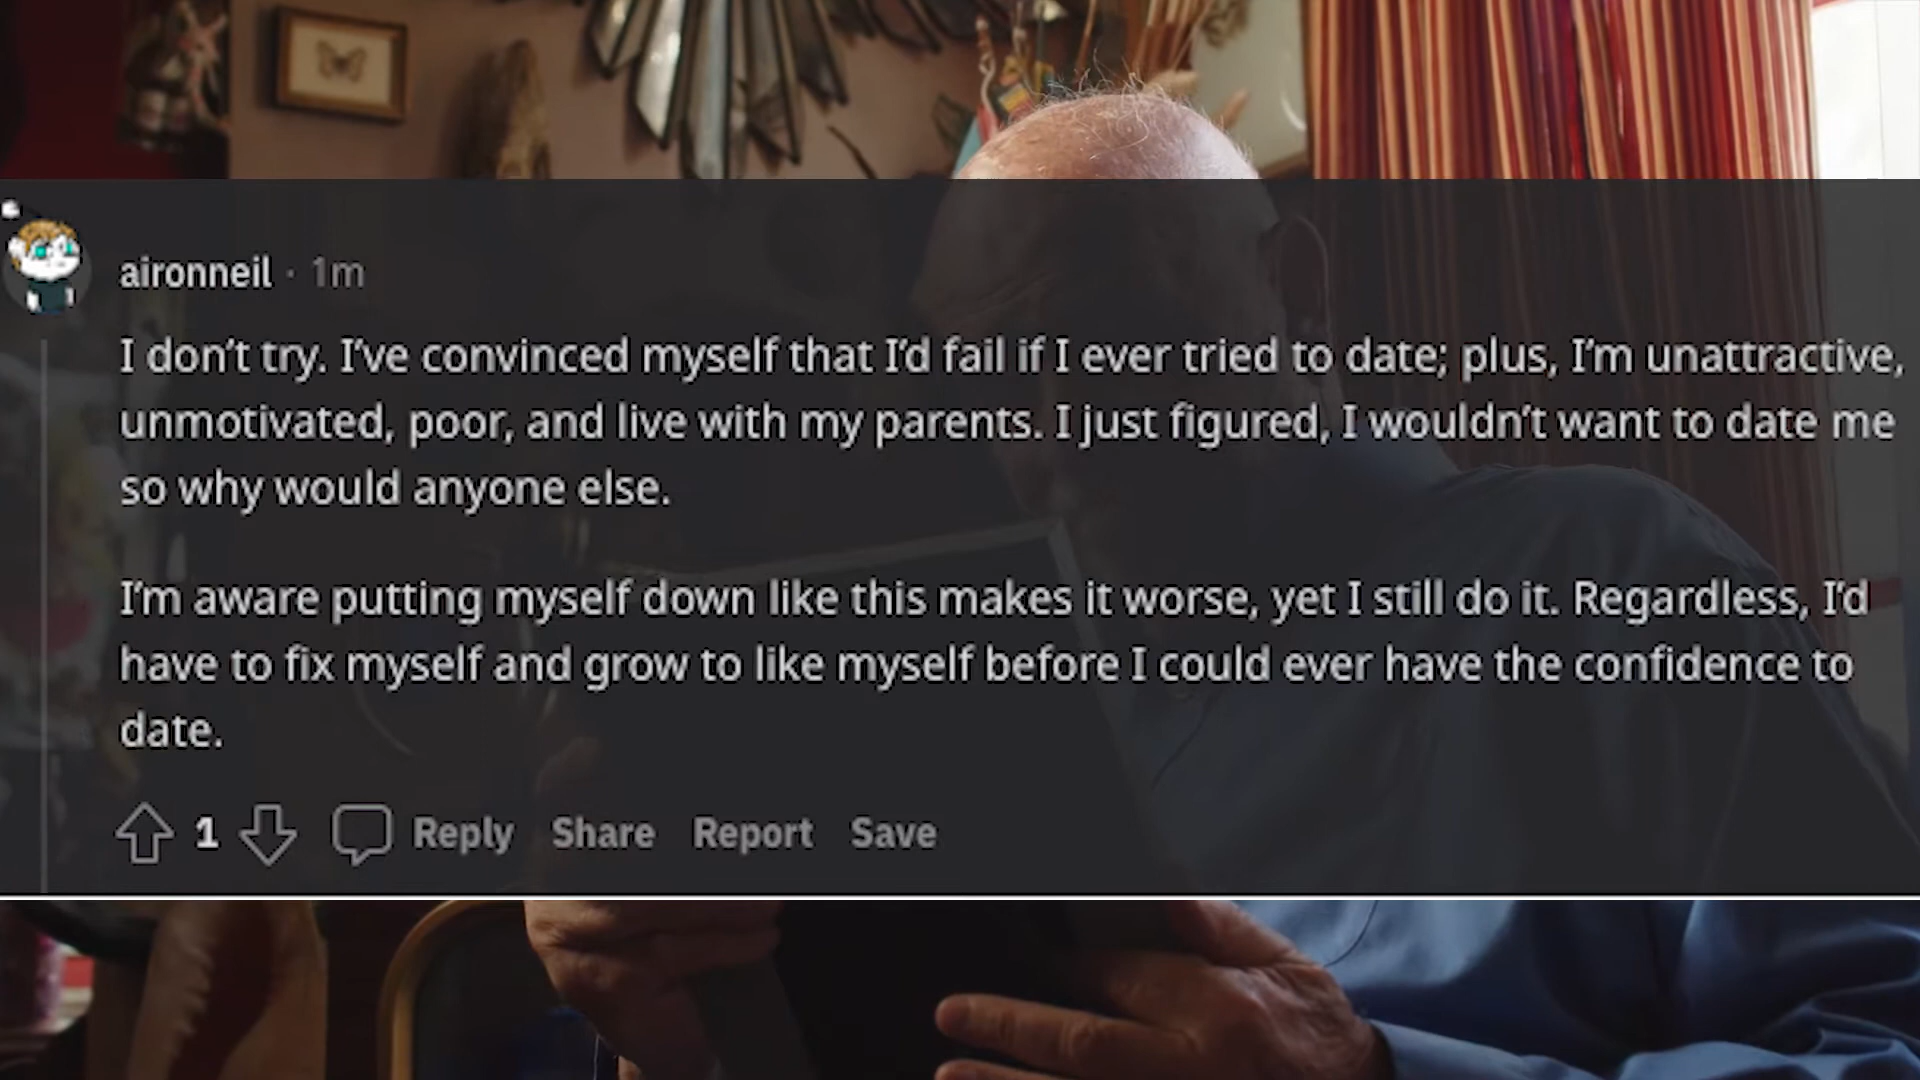 aironneil · 1m
I don't try. I've convinced myself that I'd fail if I ever tried to date; plus, I'm unattractive,
unmotivated, poor, and live with my parents. I just figured, I wouldn't want to date me
so why would anyone else.
I'm aware putting myself down like this makes it worse, yet I still do it. Regardless, I'd
have to fix myself and grow to like myself before I could ever have the confidence to
date.
1 Reply Share Report Save